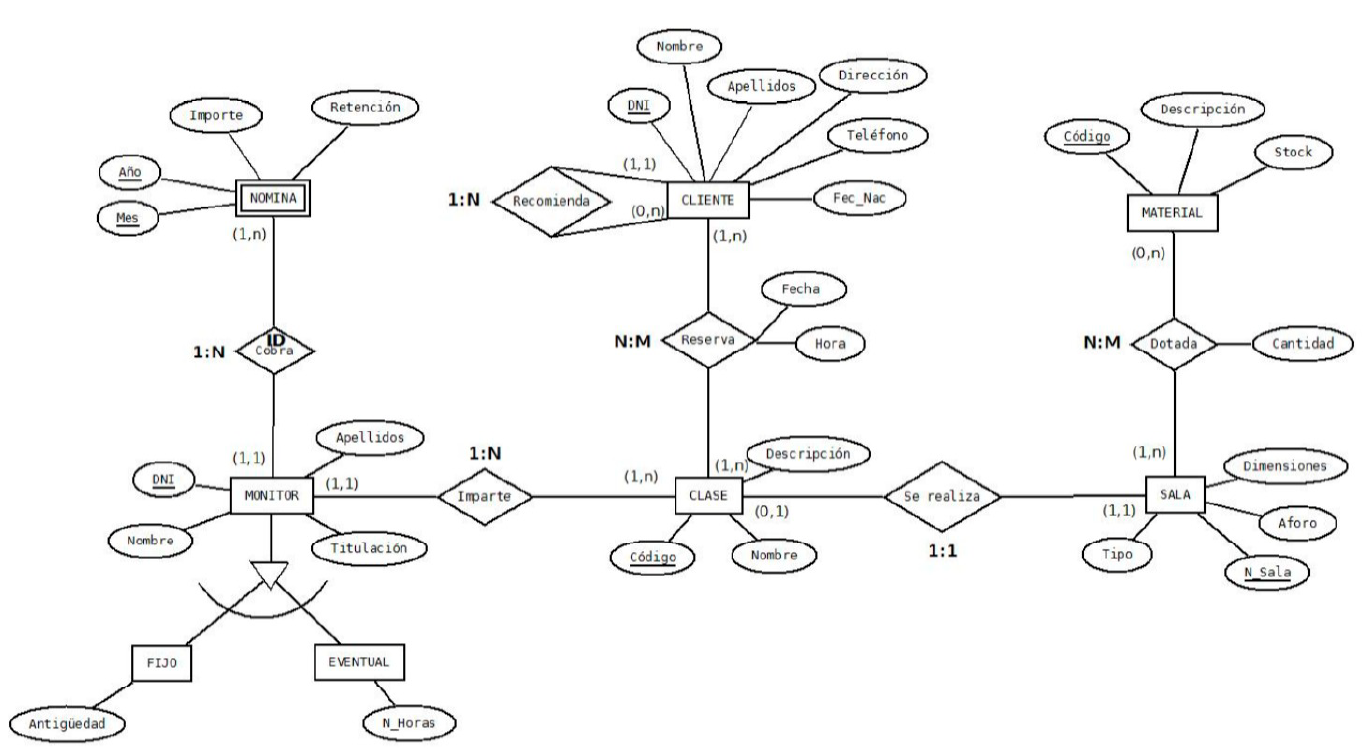 Nombre
Dirección
Apellidos
DNI
Retención
Importe
Descripción
Código
Teléfono
Stock
Año
(1,1)
NOMINA
1:N
Recomienda
CLIENTE
Fec_Nac
MATERIAL
Mes
(0,n)
(1,n)
(1,n)
(0,n)
Fecha
ID
1:N
Cobra
N:M
Reserva
Hora
N:M
Dotada
Cantidad
Apellidos
1:N
Descripción
(1,1)
(1,n)
(1,n)
Dimensiones
DNI
(1,1)
(1,n)
MONITOR
Imparte
CLASE
Se realiza
SALA
(0,1)
(1,1)
Aforo
Nombre
Titulación
Código
Nombre
1:1
Tipo
N_Sala
FIJO
EVENTUAL
Antigüedad
N_Horas